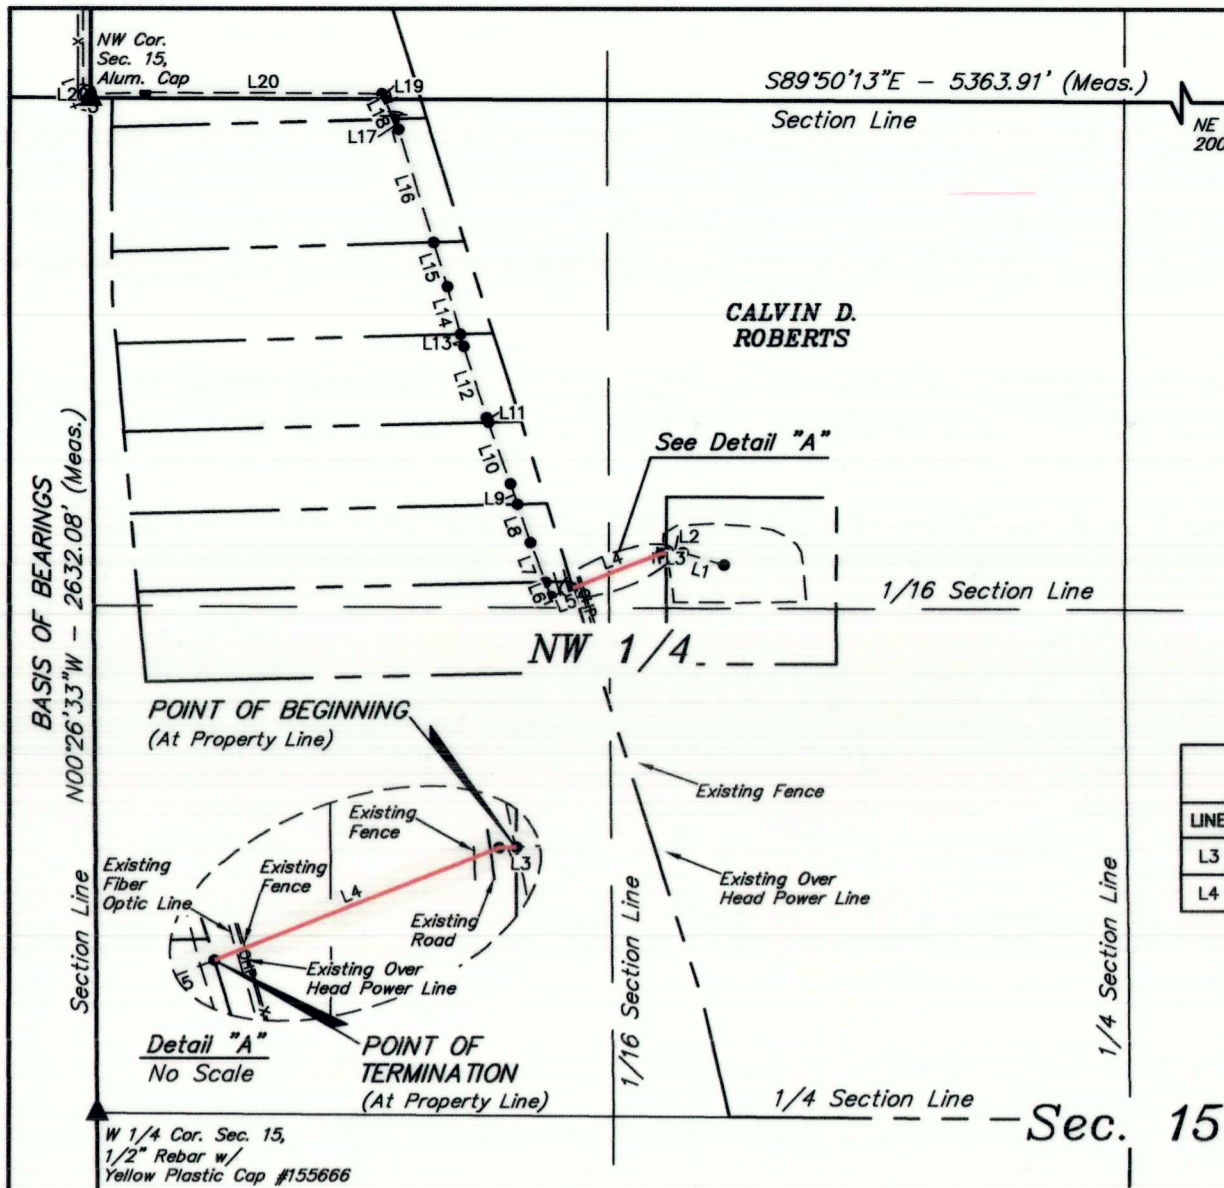 NW Cor.
Sec. 15,
Alum. Cap
L20
L19
S89°50'13"E - 5363.91' (Meas.)
Section Line
NE
200
L18
L17
L16
L15
L14
L13
L12
L11
L10
L9
L8
L7
L6
L5
CALVIN D.
ROBERTS
See Detail "A"
L4
L2
L3
L1
OHP
1/16 Section Line
NW 1/4
BASIS OF BEARINGS
N00°26'33"W - 2632.08' (Meas.)
Section Line
POINT OF BEGINNING
(At Property Line)
Existing
Fence
Existing
Fiber
Optic Line
Existing
Fence
L4
L3
Existing
Road
L5
OHP
Existing Over
Head Power Line
Detail "A"
No Scale
POINT OF
TERMINATION
(At Property Line)
Existing Fence
Existing Over
Head Power Line
1/16 Section Line
1/4 Section Line
LINE
L3
L4
1/4 Section Line
Sec. 15
W 1/4 Cor. Sec. 15,
1/2" Rebar w/
Yellow Plastic Cap #155666